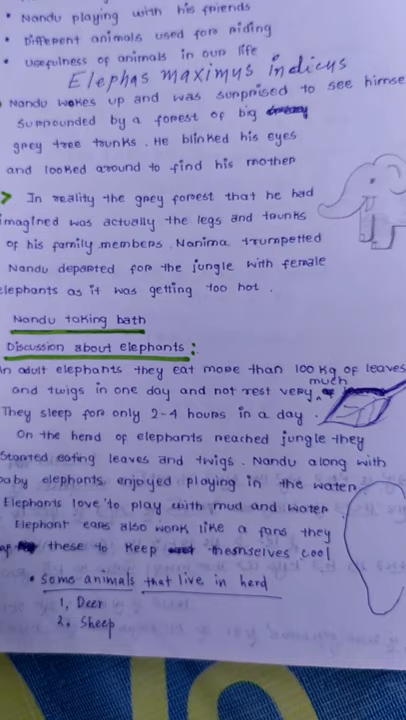 • Nandu playing with his friends
• Different animals used for riding
• Usefulness of animals in our life
Elephas maximus indicus
Nandu wakes up and was surprised to see himse
surrounded by a forest of big
grey tree trunks. He blinked his eyes
and looked around to find his mother
> In reality the grey forest that he had
imagined was actually the legs and trunks
of his family members. Nanima trumpetted
Nandu departed for the jungle with female
elephants as it was getting too hot.
Nandu taking bath
Discussion about elephants:
In adult elephants they eat more than 100 Kg of leaves
and twigs in one day and not rest very much
They sleep for only 2-4 hours in a day.
On the herd of elephants reached jungle they
Started eating leaves and twigs. Nandu along with
baby elephants enjoyed playing in the water
Elephants love to play with mud and water.
Elephant ears also work like a fans they
these to keep themselves cool
• Some animals that live in herd
1. Deer
2. Sheep